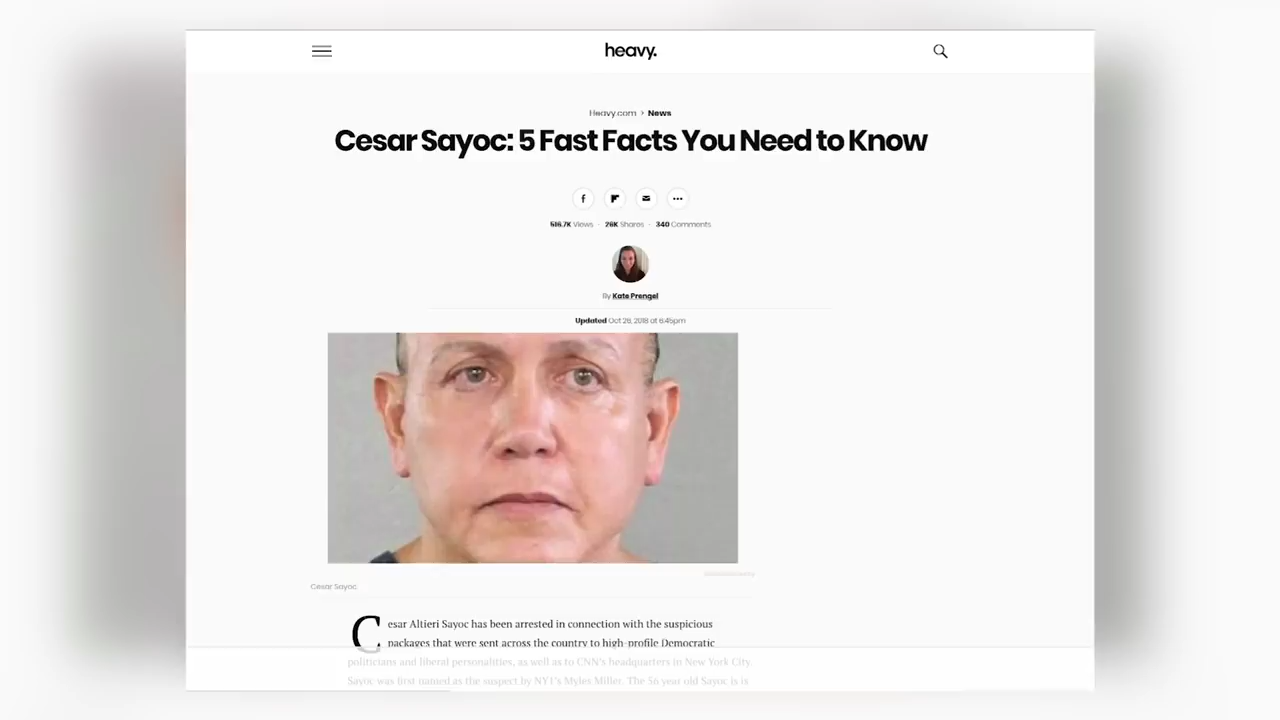 heavy.
Heavy.com > News
Cesar Sayoc: 5 Fast Facts You Need to Know
516.7K Views · 26K Shares · 340 Comments
By Kate Prengel
Updated Oct 26, 2018 at 6:45pm
Cesar Sayoc.
Cesar Altieri Sayoc has been arrested in connection with the suspicious
packages that were sent across the country to high-profile Democratic
politicians and liberal personalities, as well as to CNN's headquarters in New York City.
Sayoc was first named as the suspect by NY1's Myles Miller. The 56 year old Sayoc is is